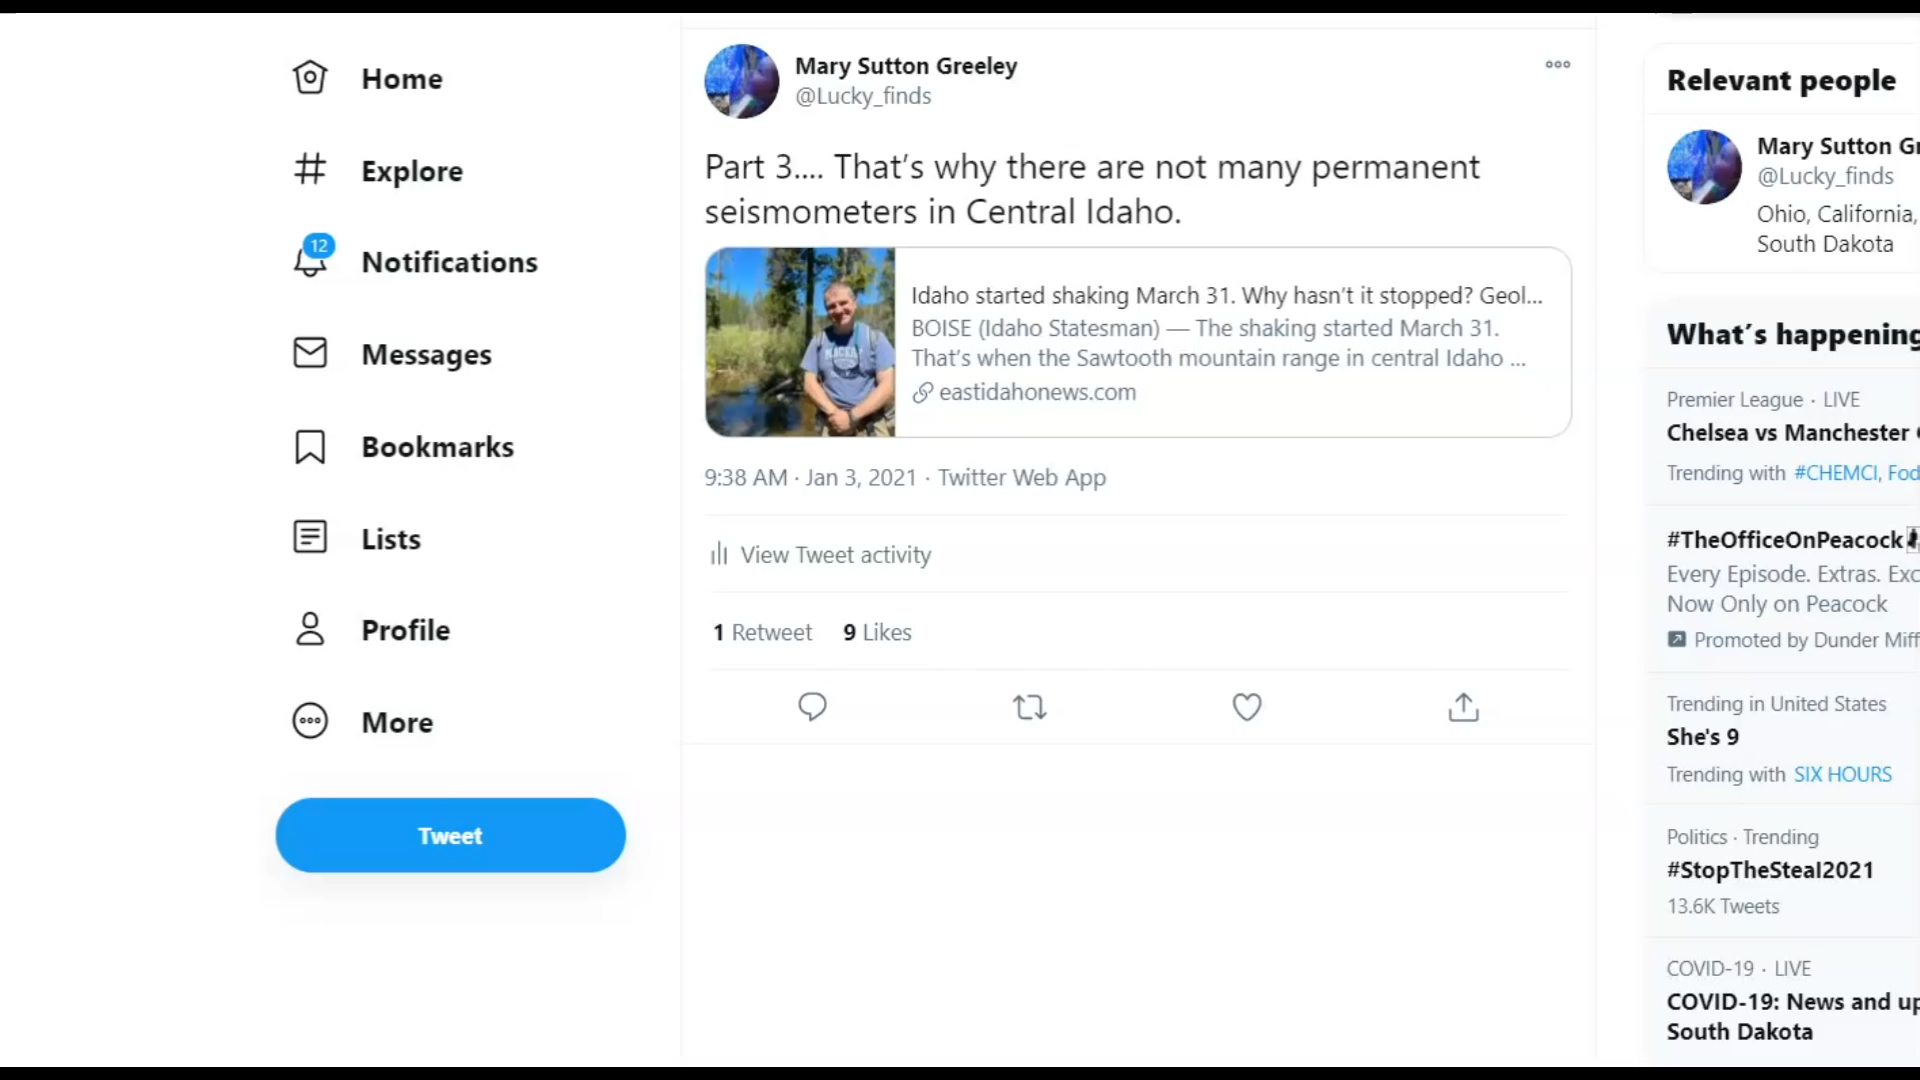 Home
Explore
12
Notifications
Messages
Bookmarks
Lists
Profile
More
Tweet
Mary Sutton Greeley
@Lucky_finds
Part 3.... That's why there are not many permanent
seismometers in Central Idaho.
Idaho started shaking March 31. Why hasn't it stopped? Geol...
BOISE (Idaho Statesman) — The shaking started March 31.
That's when the Sawtooth mountain range in central Idaho ...
eastidahonews.com
9:38 AM · Jan 3, 2021 · Twitter Web App
View Tweet activity
1 Retweet 9 Likes
Relevant people
Mary Sutton Gr
@Lucky_finds
Ohio, California,
South Dakota
What's happening
Premier League · LIVE
Chelsea vs Manchester
Trending with #CHEMCI, Fod
#TheOfficeOnPeacock
Every Episode. Extras. Exc
Now Only on Peacock
Promoted by Dunder Miff
Trending in United States
She's 9
Trending with SIX HOURS
Politics · Trending
#StopTheSteal2021
13.6K Tweets
COVID-19 · LIVE
COVID-19: News and up
South Dakota